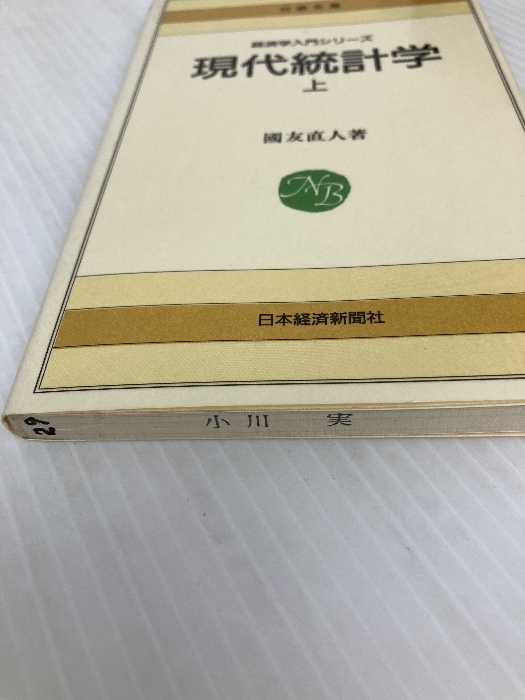 日経文庫
経済学入門シリーズ
現代統計学
上
國友直人著
NB
日本経済新聞社
小川 実
29